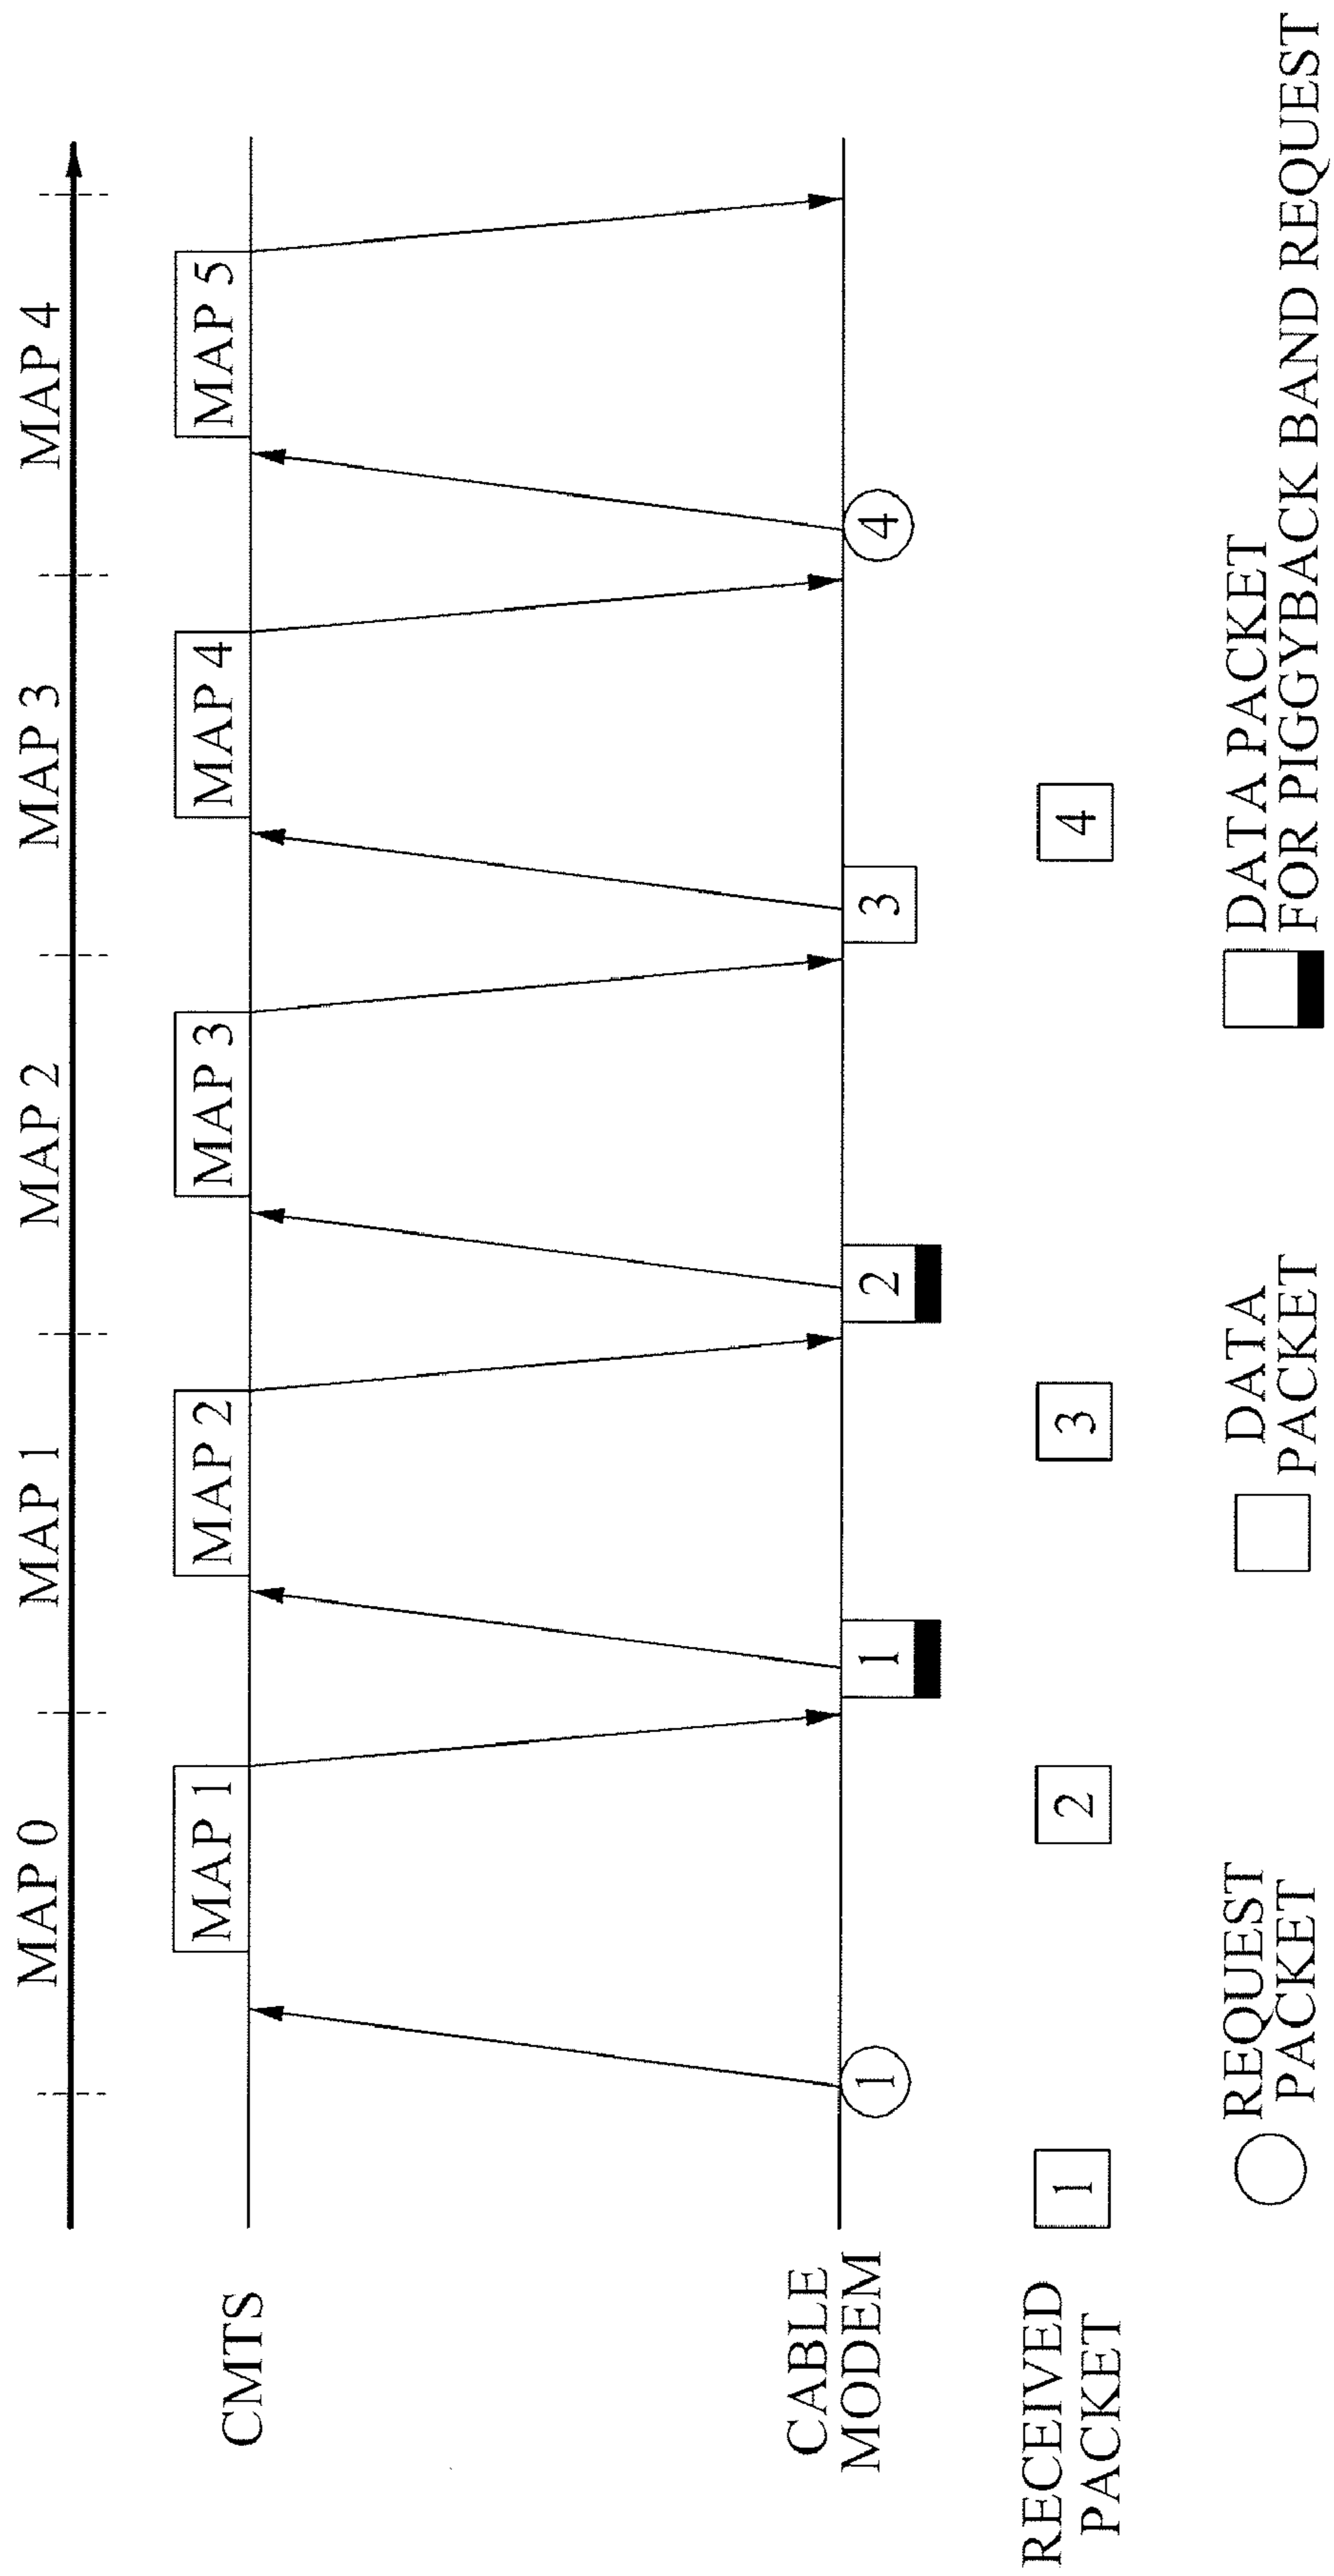 MAP 0
MAP 1
MAP 2
MAP 3
MAP 4
CMTS
MAP 1
MAP 2
MAP 3
MAP 4
MAP 5
CABLE
MODEM
1
1
2
3
4
RECEIVED
PACKET
1
2
3
4
REQUEST
PACKET
DATA
PACKET
DATA PACKET
FOR PIGGYBACK BAND REQUEST